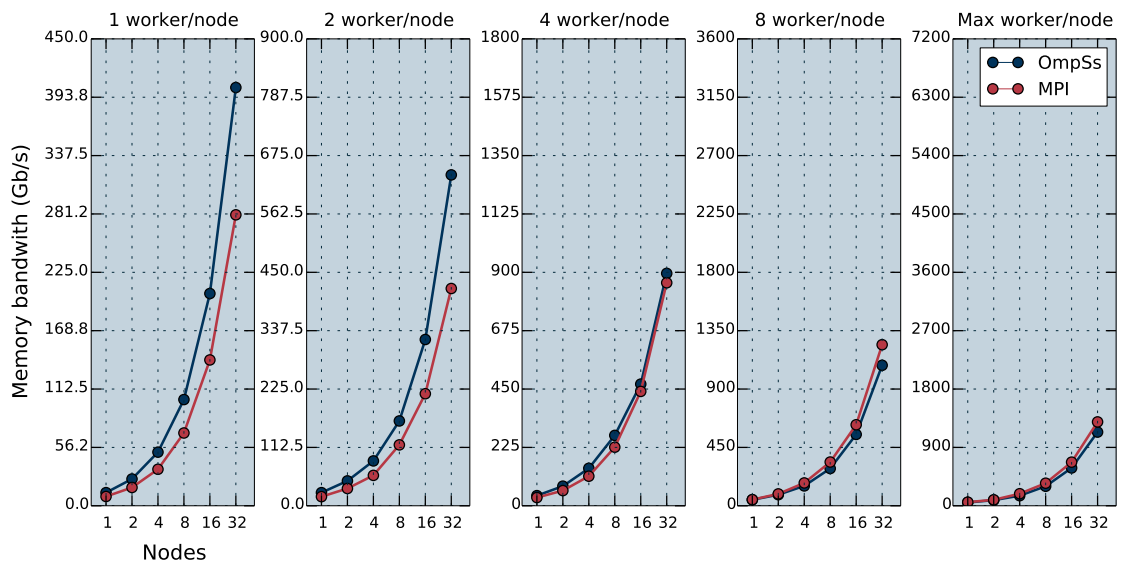 1 worker/node 2 worker/node 4 worker/node 8 worker/node Max worker/node
450.0 900.0 1800 3600 7200
OmpSs
MPI
393.8 787.5 1575 3150 6300
337.5 675.0 1350 2700 5400
281.2 562.5 1125 2250 4500
225.0 450.0 900 1800 3600
168.8 337.5 675 1350 2700
112.5 225.0 450 900 1800
56.2 112.5 225 450 900
0.0 0.0 0 0 0
1 2 4 8 16 32 1 2 4 8 16 32 1 2 4 8 16 32 1 2 4 8 16 32 1 2 4 8 16 32
Memory bandwith (Gb/s)
Nodes